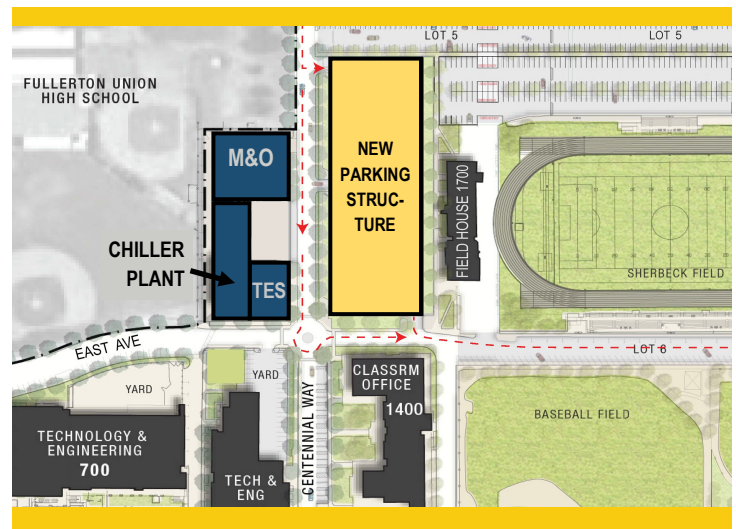 LOT 5
LOT 5
FULLERTON UNION
HIGH SCHOOL
M&O
NEW
PARKING
STRUC-
TURE
FIELD HOUSE 1700
CHILLER
PLANT
TES
SHERBECK FIELD
EAST AVE
LOT 6
YARD
YARD
CENTENNIAL WAY
CLASSRM
OFFICE
1400
BASEBALL FIELD
TECHNOLOGY &
ENGINEERING
700
TECH &
ENG